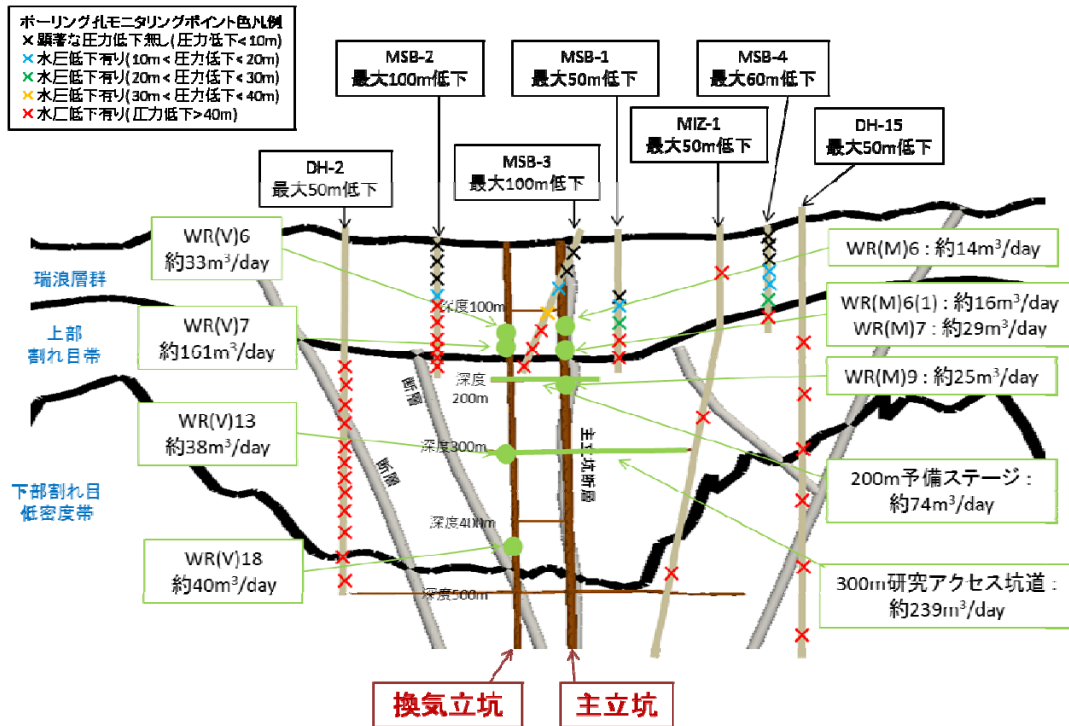 ボーリング孔モニタリングポイント色凡例
×顕著な圧力低下無し(圧力低下<10m)
×水圧低下有り(10m<圧力低下<20m)
×水圧低下有り(20m<圧力低下<30m)
×水圧低下有り(30m<圧力低下<40m)
×水圧低下有り(圧力低下>40m)
MSB-2
最大100m低下
MSB-1
最大50m低下
MSB-4
最大60m低下
DH-2
最大50m低下
MSB-3
最大100m低下
MIZ-1
最大50m低下
DH-15
最大50m低下
WR(V)6
約33m³/day
WR(V)7
約161m³/day
WR(V)13
約38m³/day
WR(V)18
約40m³/day
WR(M)6:約14m³/day
WR(M)6(1):約16m³/day
WR(M)7:約29m³/day
WR(M)9:約25m³/day
200m予備ステージ:
約74m³/day
300m研究アクセス坑道:
約239m³/day
瑞浪層群
上部
割れ目帯
下部割れ目
低密度帯
深度100m
深度
200m
深度300m
深度400m
深度500m
断層
断層
主立坑断層
換気立坑
主立坑